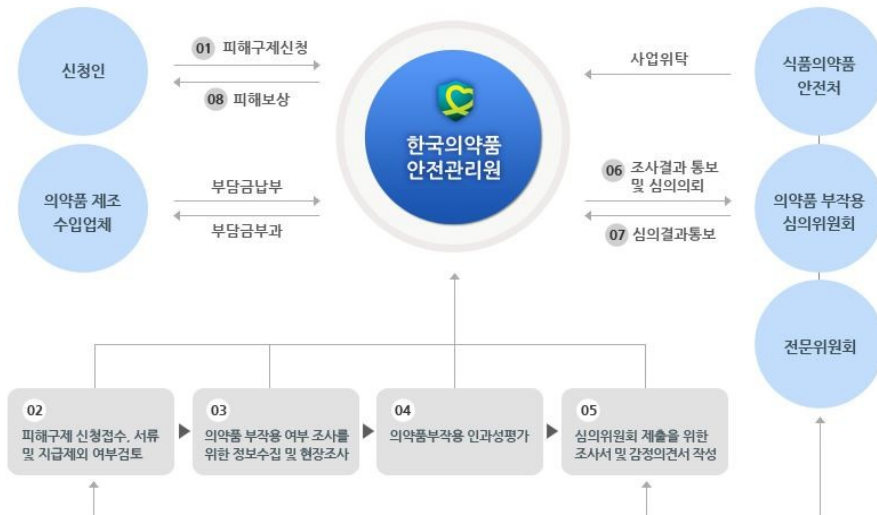 신청인
01 피해구제신청
08 피해보상
의약품 제조
수입업체
부담금납부
부담금부과
한국의약품
안전관리원
사업위탁
식품의약품
안전처
06 조사결과 통보
및 심의의뢰
07 심의결과통보
의약품 부작용
심의위원회
전문위원회
02
피해구제 신청접수, 서류
및 지급제외 여부검토
03
의약품 부작용 여부 조사를
위한 정보수집 및 현장조사
04
의약품부작용 인과성평가
05
심의위원회 제출을 위한
조사서 및 감정의견서 작성